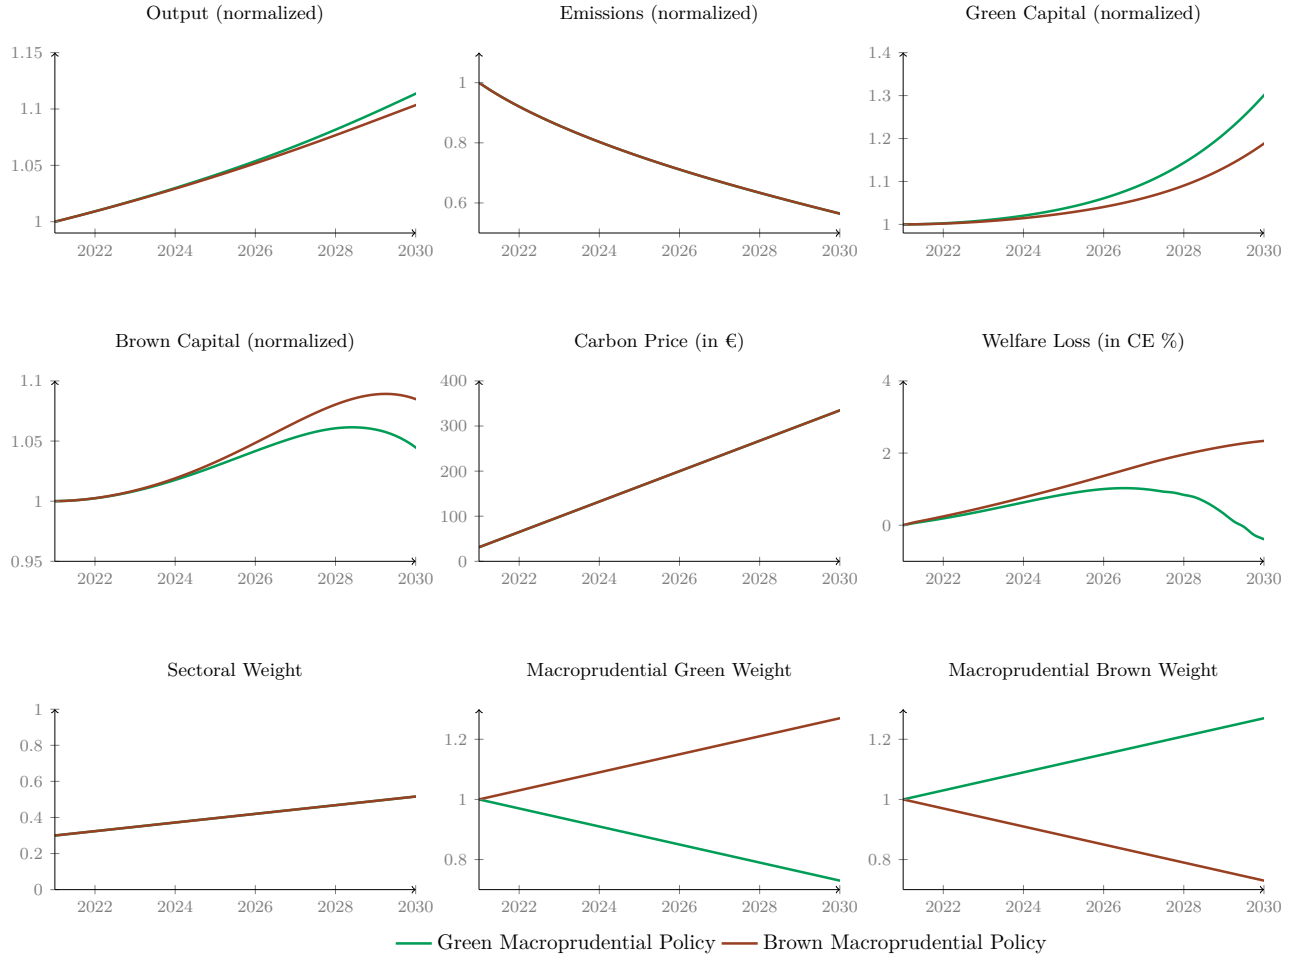 Output (normalized)
Emissions (normalized)
Green Capital (normalized)
1.15
1.1
1.05
1
2022 2024 2026 2028 2030
1
0.8
0.6
2022 2024 2026 2028 2030
1.4
1.3
1.2
1.1
1
2022 2024 2026 2028 2030
Brown Capital (normalized)
Carbon Price (in €)
Welfare Loss (in CE %)
1.1
1.05
1
0.95
2022 2024 2026 2028 2030
400
300
200
100
0
2022 2024 2026 2028 2030
4
2
0
2022 2024 2026 2028 2030
Sectoral Weight
Macroprudential Green Weight
Macroprudential Brown Weight
1
0.8
0.6
0.4
0.2
0
2022 2024 2026 2028 2030
1.2
1
0.8
2022 2024 2026 2028 2030
1.2
1
0.8
2022 2024 2026 2028 2030
Green Macroprudential Policy Brown Macroprudential Policy